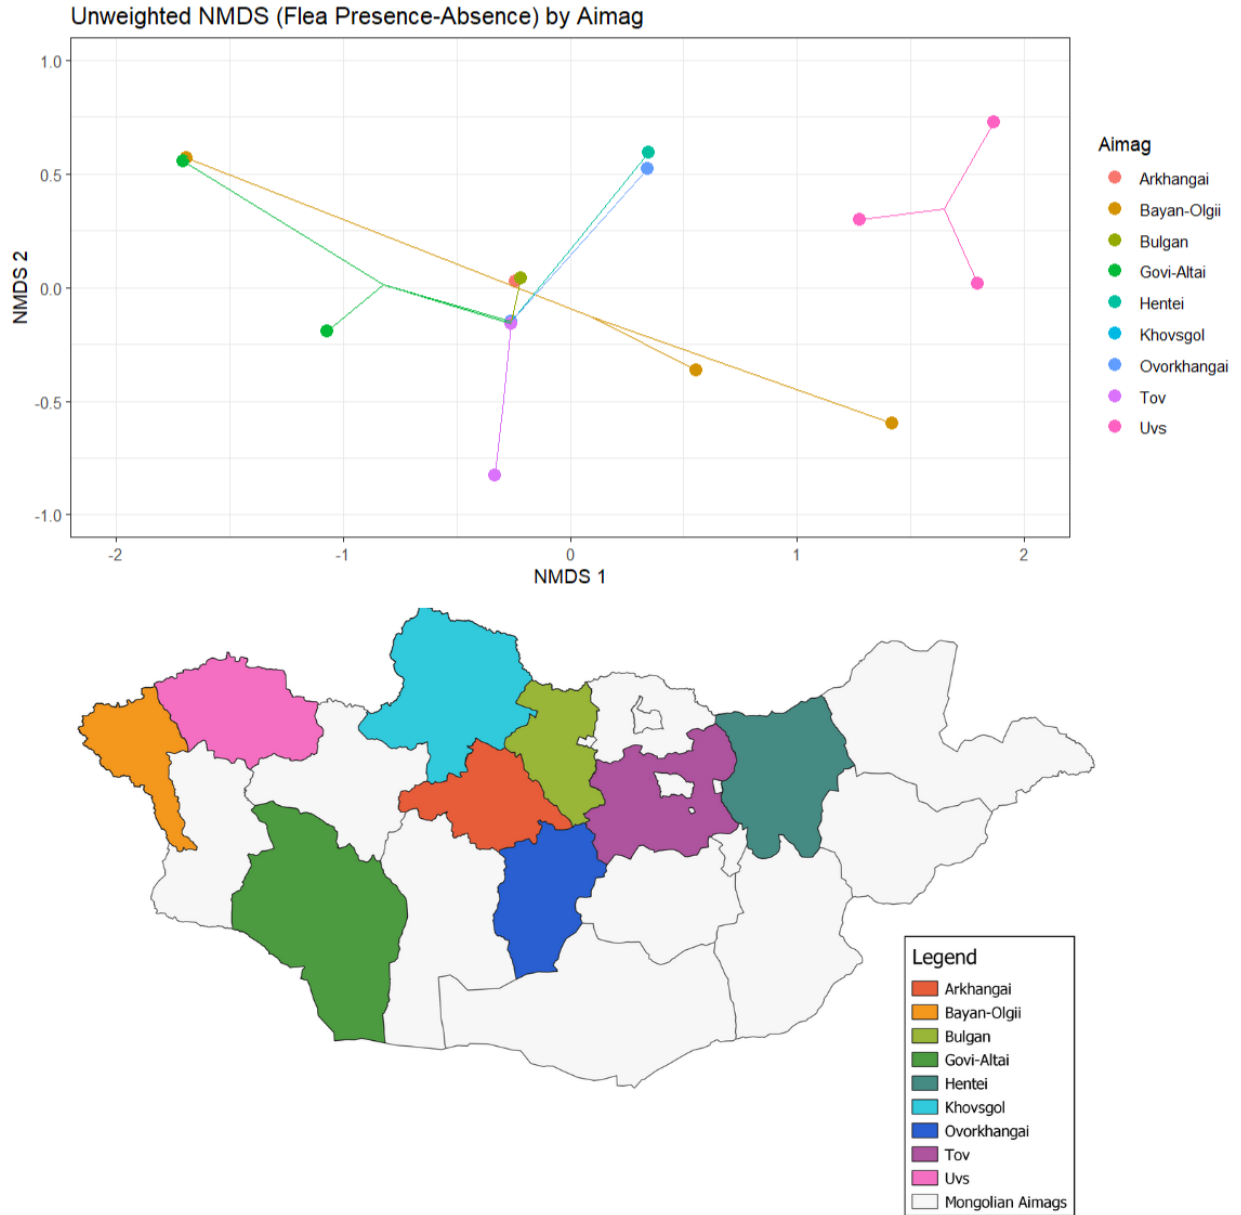 Unweighted NMDS (Flea Presence-Absence) by Aimag
1.0
0.5
0.0
-0.5
-1.0
NMDS 2
-2
-1
0
1
2
NMDS 1
Aimag
Arkhangai
Bayan-Olgii
Bulgan
Govi-Altai
Hentei
Khovsgol
Ovorkhangai
Tov
Uvs
Legend
Arkhangai
Bayan-Olgii
Bulgan
Govi-Altai
Hentei
Khovsgol
Ovorkhangai
Tov
Uvs
Mongolian Aimags